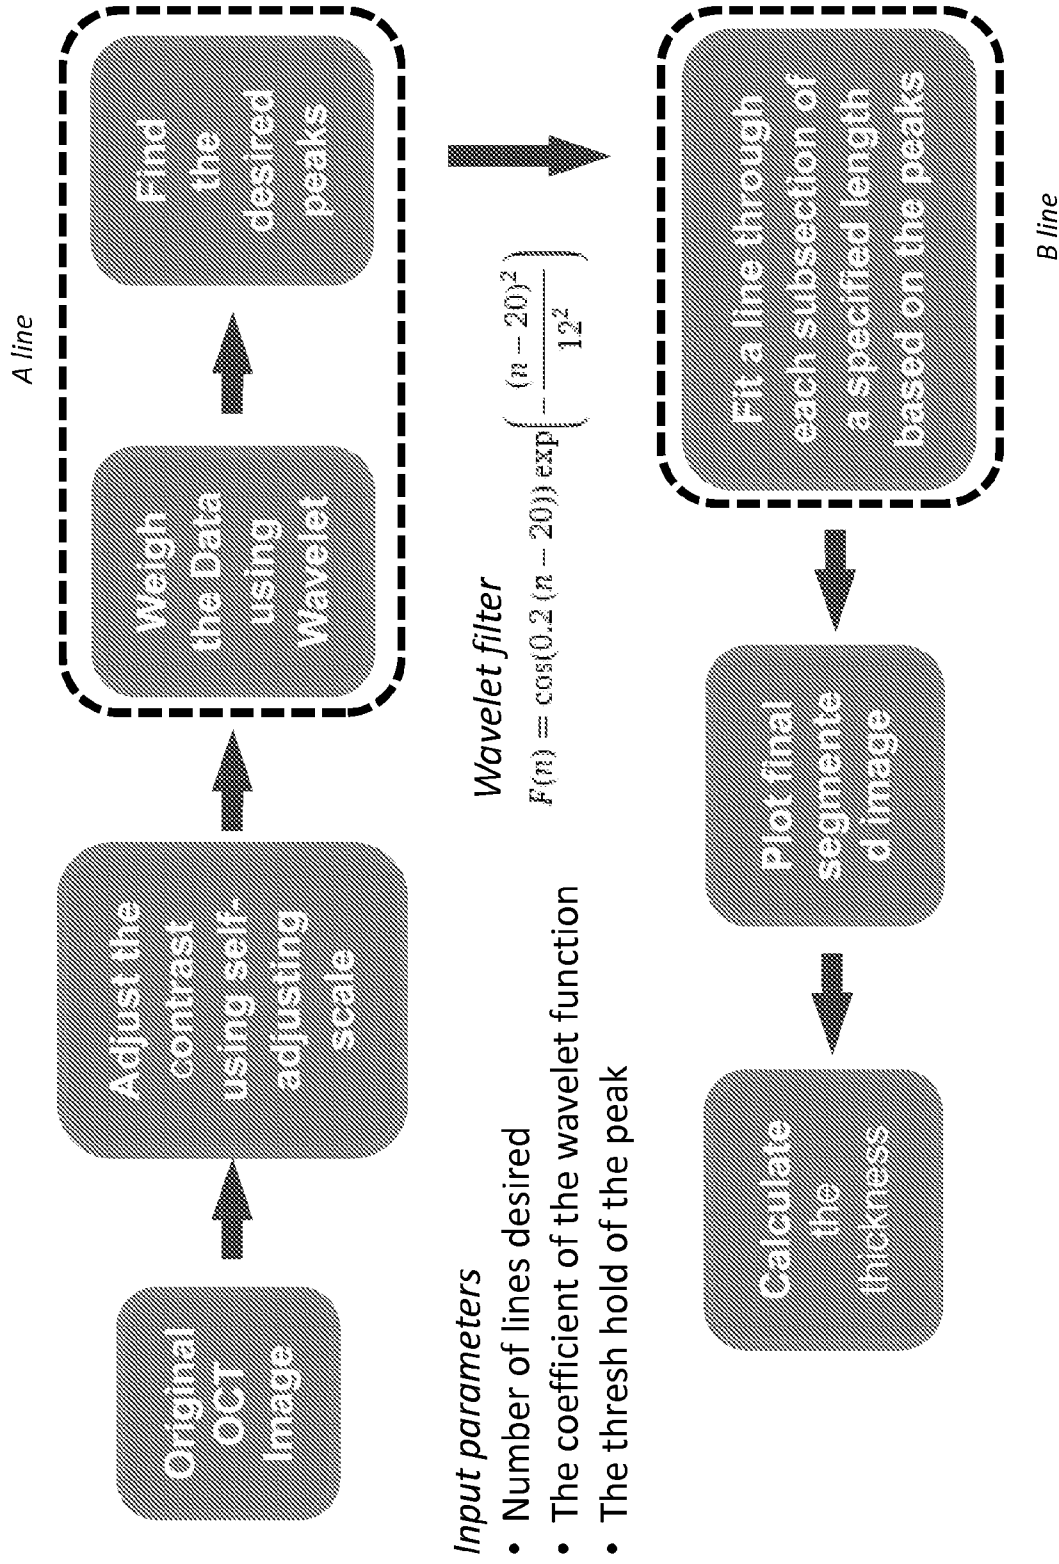 A line
Original
OCT
Image
Adjust the
contrast
using self-
adjusting
scale
Weigh
the Data
using
Wavelet
Find
the
desired
peaks
Input parameters
• Number of lines desired
• The coefficient of the wavelet function
• The thresh hold of the peak
Wavelet filter
F(n) = cos(0.2 (n − 20)) exp(−(n − 20)²/12²)
Calculate
the
thickness
Plot final
segmente
d image
Fit a line through
each subsection of
a specified length
based on the peaks
B line